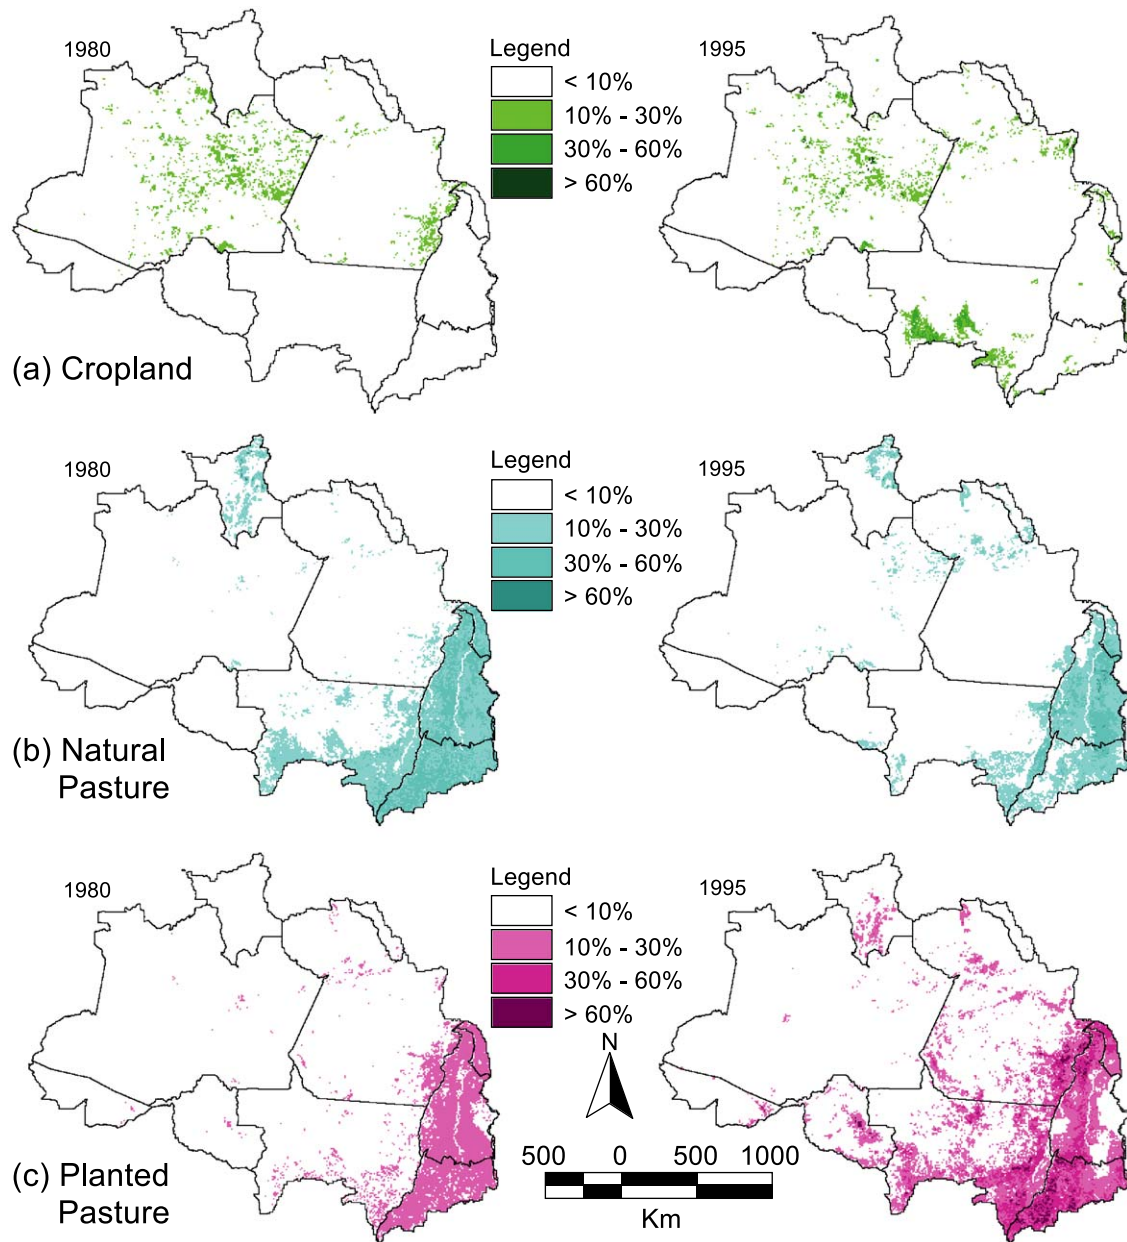 1980
Legend
< 10%
10% - 30%
30% - 60%
> 60%
1995
(a) Cropland
1980
Legend
< 10%
10% - 30%
30% - 60%
> 60%
1995
(b) Natural
Pasture
1980
Legend
< 10%
10% - 30%
30% - 60%
> 60%
1995
N
(c) Planted
Pasture
500 0 500 1000
Km